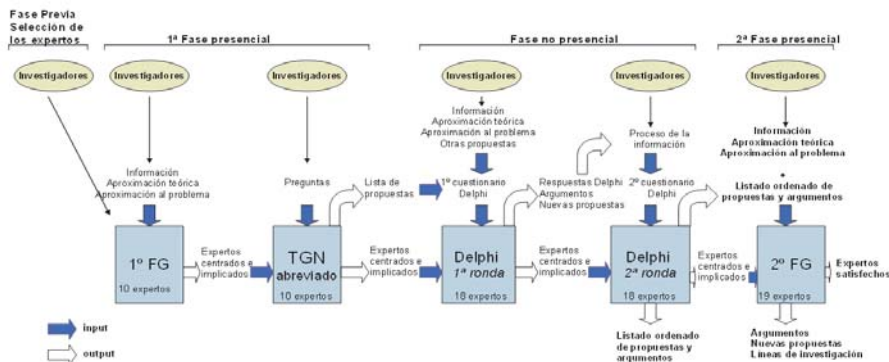 Fase Previa
Selección de
los expertos
1ª Fase presencial
Fase no presencial
2ª Fase presencial
Investigadores
Investigadores
Investigadores
Investigadores
Investigadores
Investigadores
Información
Aproximación teórica
Aproximación al problema
Preguntas
Lista de
propuestas
Información
Aproximación teórica
Aproximación al problema
Otras propuestas
1º cuestionario
Delphi
Respuestas Delphi
Argumentos
Nuevas propuestas
Proceso de la
información
2º cuestionario
Delphi
Información
Aproximación teórica
Aproximación al problema
+
Listado ordenado de
propuestas y argumentos
1º FG
10 expertos
Expertos
centrados e
implicados
TGN
abreviado
10 expertos
Expertos
centrados e
implicados
Delphi
1ª ronda
18 expertos
Expertos
centrados e
implicados
Delphi
2ª ronda
18 expertos
Expertos
centrados e
implicados
2º FG
19 expertos
Expertos
satisfechos
Listado ordenado
de propuestas y
argumentos
Argumentos
Nuevas propuestas
Líneas de investigación
input
output